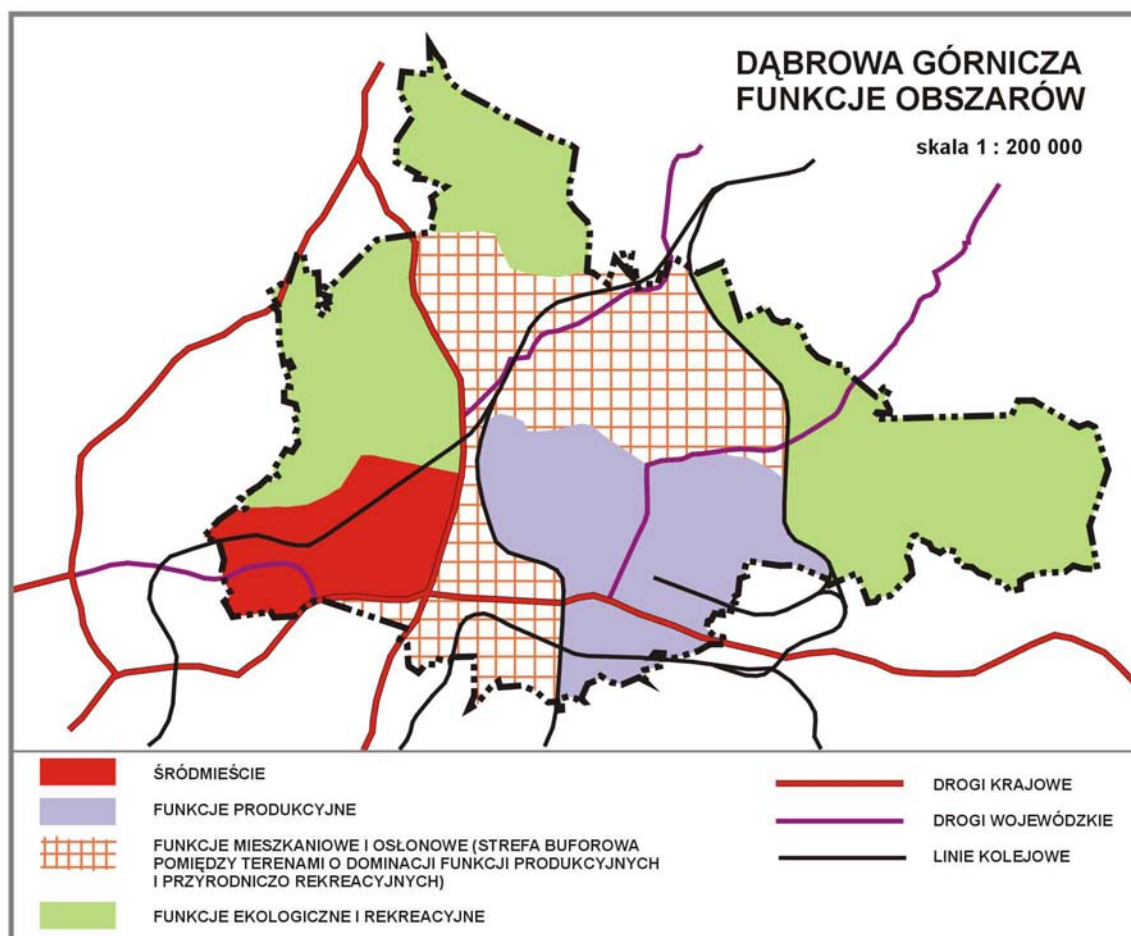 DĄBROWA GÓRNICZA
FUNKCJE OBSZARÓW
skala 1 : 200 000
ŚRÓDMIEŚCIE
FUNKCJE PRODUKCYJNE
FUNKCJE MIESZKANIOWE I OSŁONOWE (STREFA BUFOROWA
POMIĘDZY TERENAMI O DOMINACJI FUNKCJI PRODUKCYJNYCH
I PRZYRODNICZO REKREACYJNYCH)
FUNKCJE EKOLOGICZNE I REKREACYJNE
DROGI KRAJOWE
DROGI WOJEWÓDZKIE
LINIE KOLEJOWE